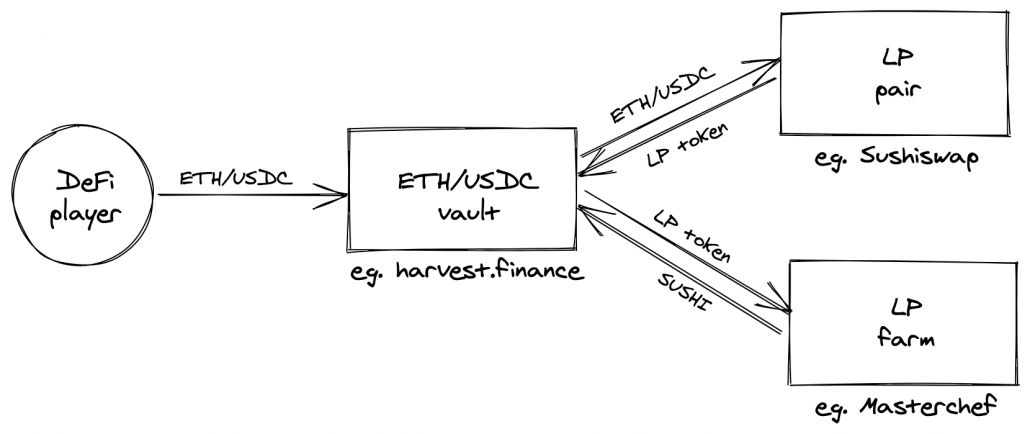 DeFi
player
ETH/USDC
ETH/USDC
vault
eg. harvest.finance
ETH/USDC
LP token
LP
pair
eg. Sushiswap
LP token
SUSHI
LP
farm
eg. Masterchef